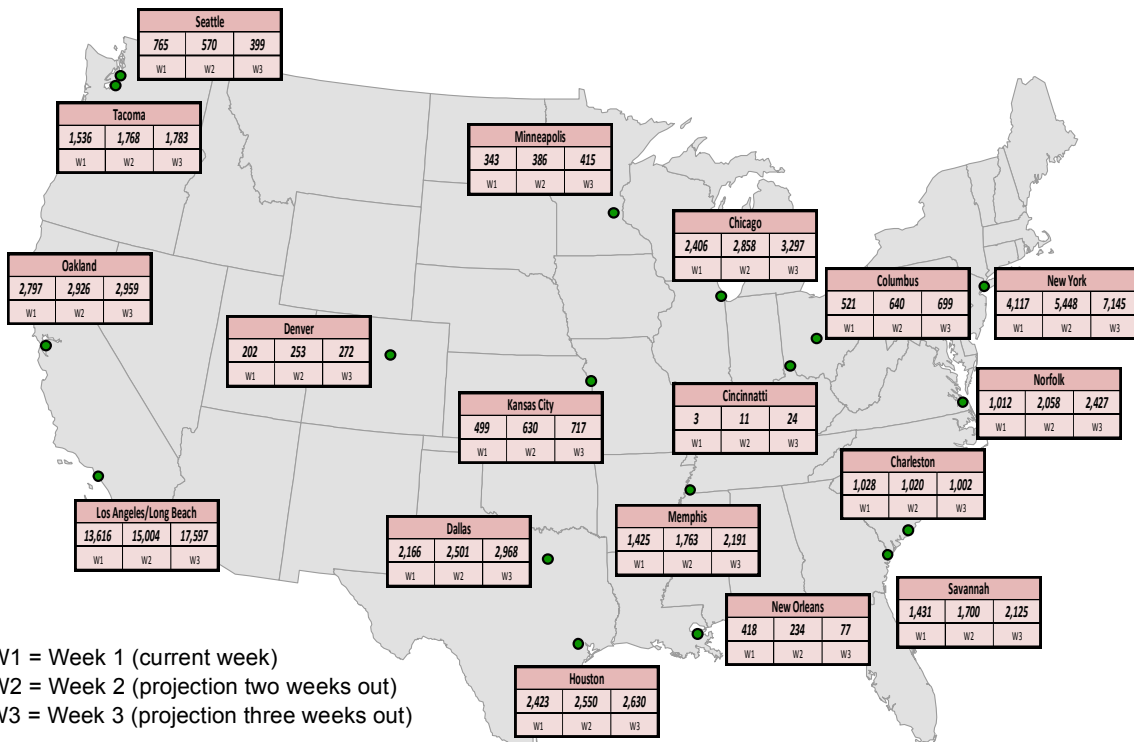 Seattle
765 570 399
W1 W2 W3
Tacoma
1,536 1,768 1,783
W1 W2 W3
Minneapolis
343 386 415
W1 W2 W3
Chicago
2,406 2,858 3,297
W1 W2 W3
Oakland
2,797 2,926 2,959
W1 W2 W3
Columbus
521 640 699
W1 W2 W3
New York
4,117 5,448 7,145
W1 W2 W3
Denver
202 253 272
W1 W2 W3
Norfolk
1,012 2,058 2,427
W1 W2 W3
Cincinnatti
3 11 24
W1 W2 W3
Kansas City
499 630 717
W1 W2 W3
Charleston
1,028 1,020 1,002
W1 W2 W3
Los Angeles/Long Beach
13,616 15,004 17,597
W1 W2 W3
Memphis
1,425 1,763 2,191
W1 W2 W3
Dallas
2,166 2,501 2,968
W1 W2 W3
Savannah
1,431 1,700 2,125
W1 W2 W3
New Orleans
418 234 77
W1 W2 W3
Houston
2,423 2,550 2,630
W1 W2 W3
W1 = Week 1 (current week)
W2 = Week 2 (projection two weeks out)
W3 = Week 3 (projection three weeks out)